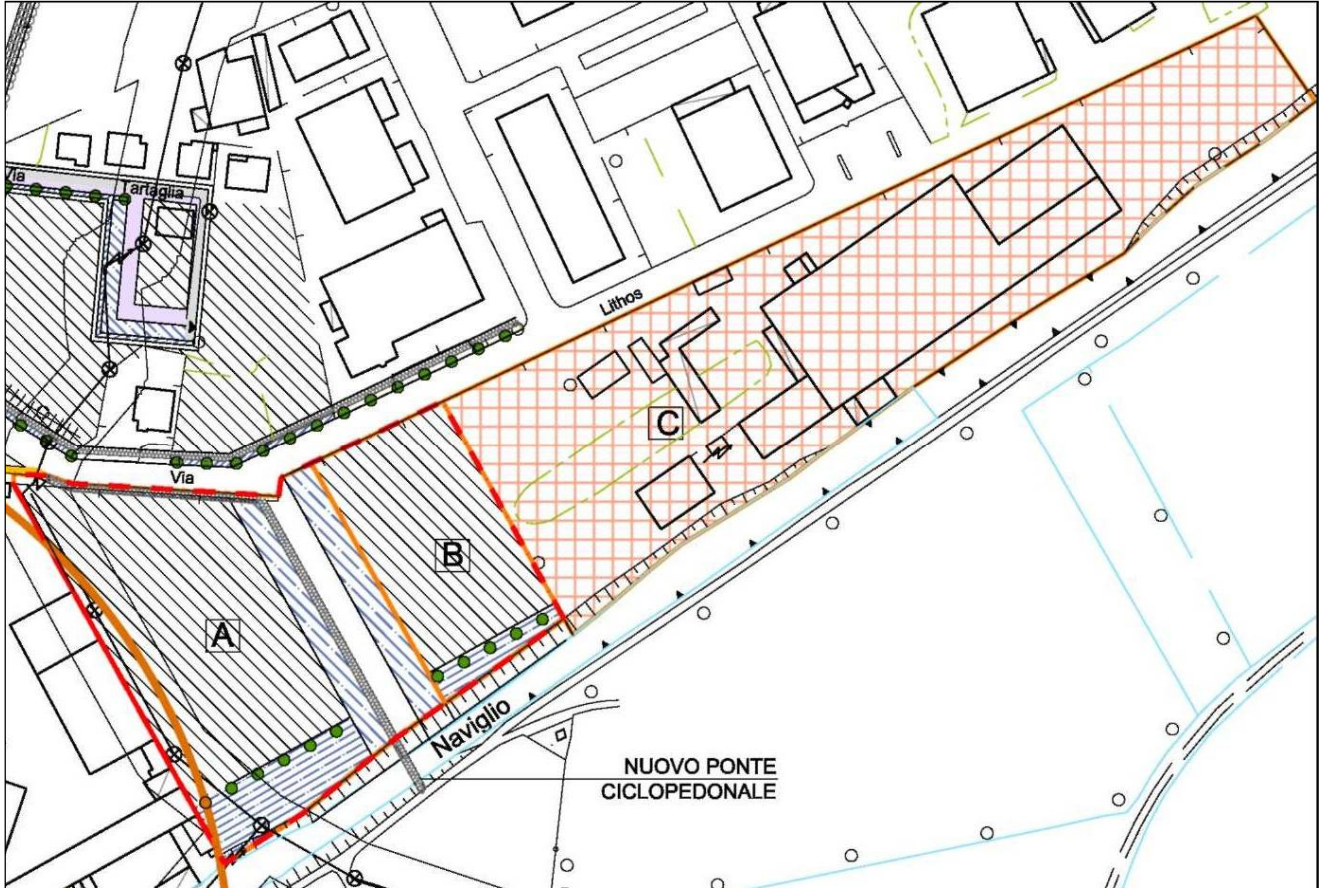 Via
Tartaglia
Lithos
C
Via
B
A
Naviglio
NUOVO PONTE
CICLOPEDONALE